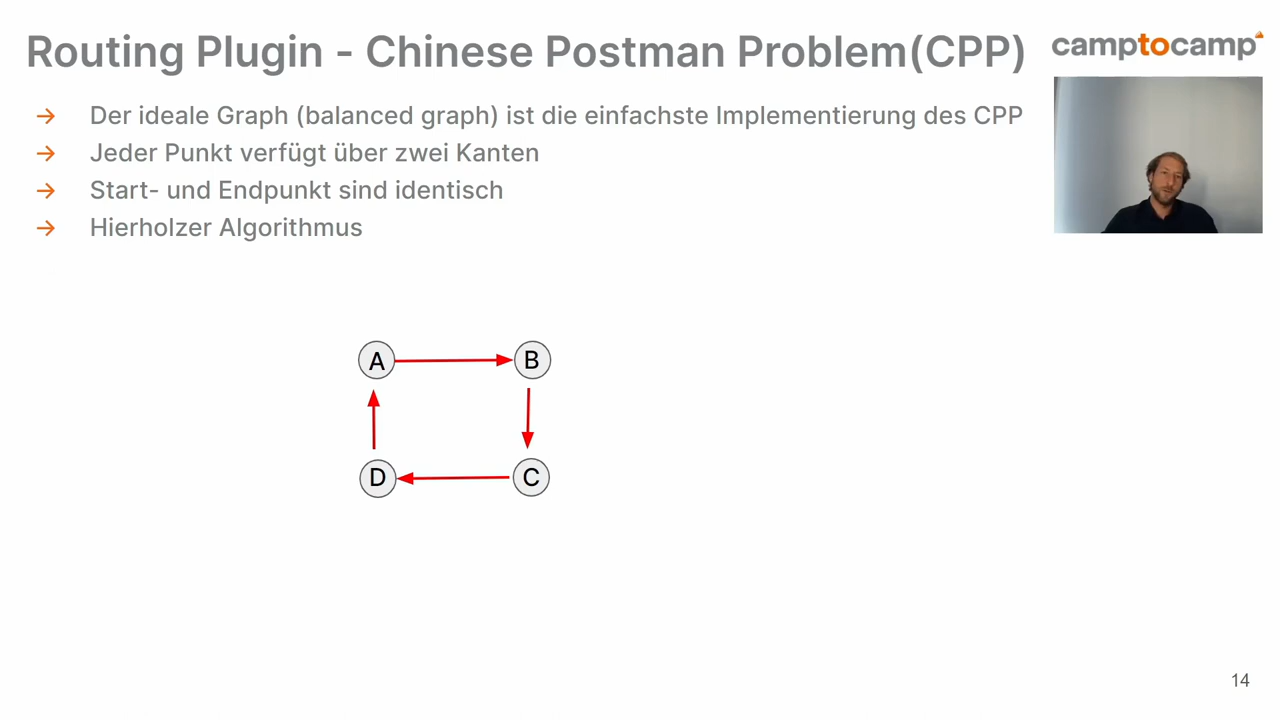 Routing Plugin - Chinese Postman Problem(CPP)
camptocamp
→ Der ideale Graph (balanced graph) ist die einfachste Implementierung des CPP
→ Jeder Punkt verfügt über zwei Kanten
→ Start- und Endpunkt sind identisch
→ Hierholzer Algorithmus
A B
D C
14